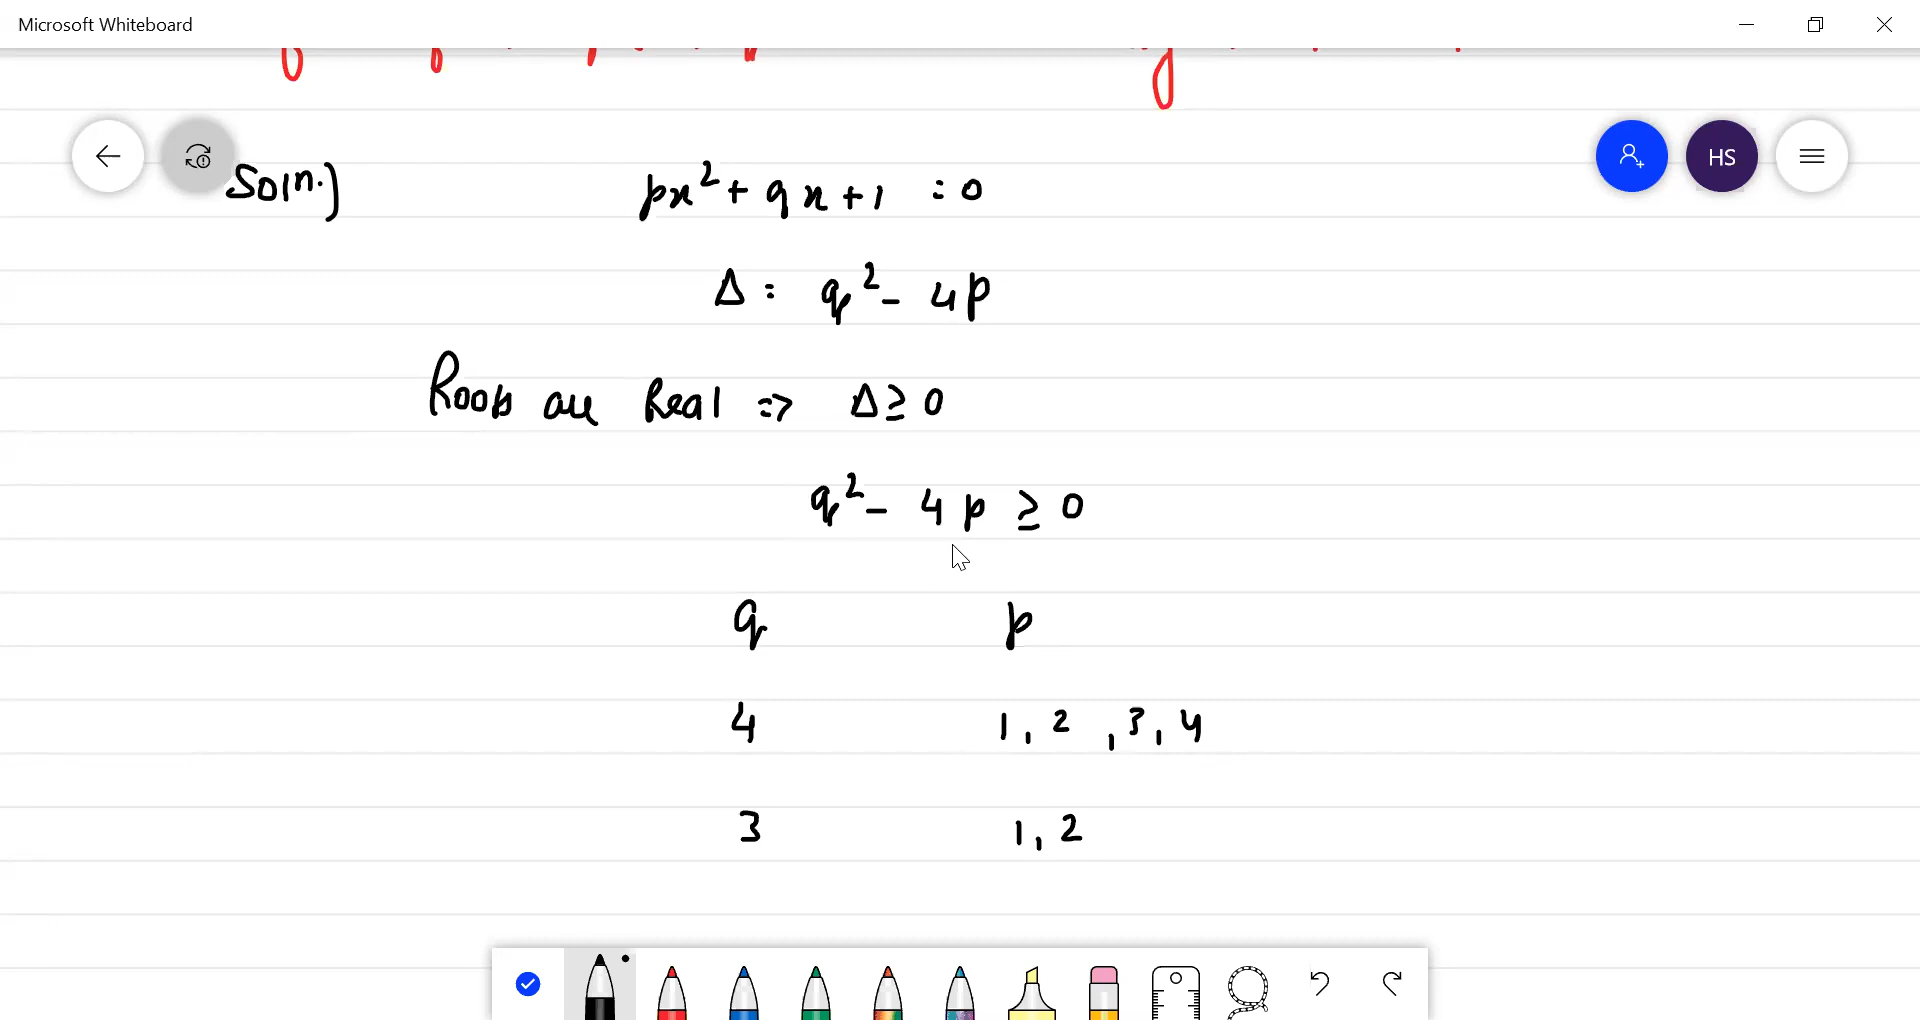 Microsoft Whiteboard
HS
Soln.)
px² + qx + 1 = 0
Δ = q² - 4p
Roots are Real => Δ ≥ 0
q² - 4p ≥ 0
q p
4 1, 2, 3, 4
3 1, 2